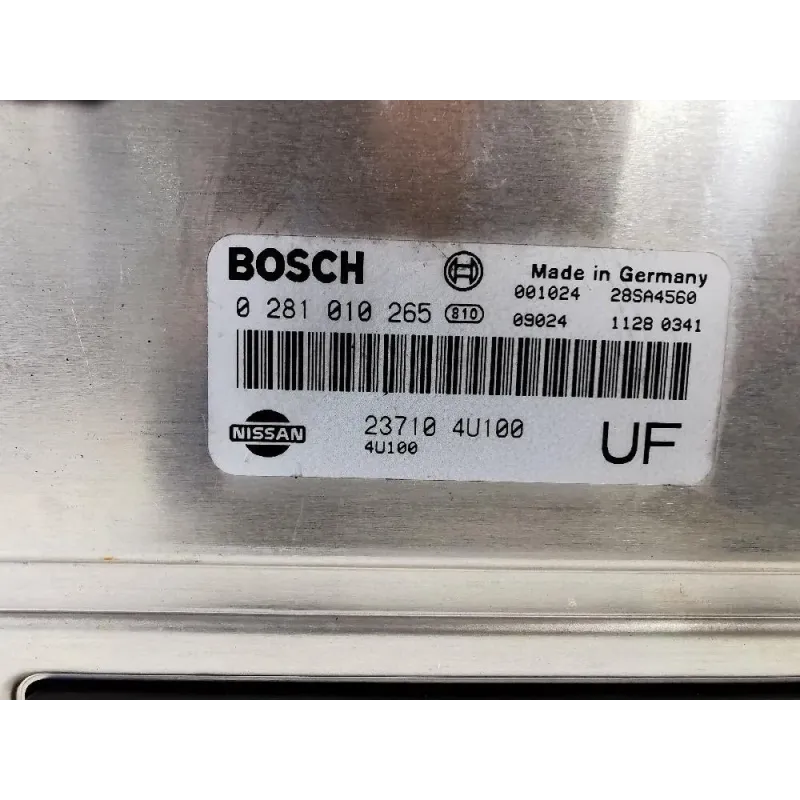 BOSCH Made in Germany
001024 28SA4560
0 281 010 265 810
09024 1128 0341
NISSAN 23710 4U100 UF
4U100